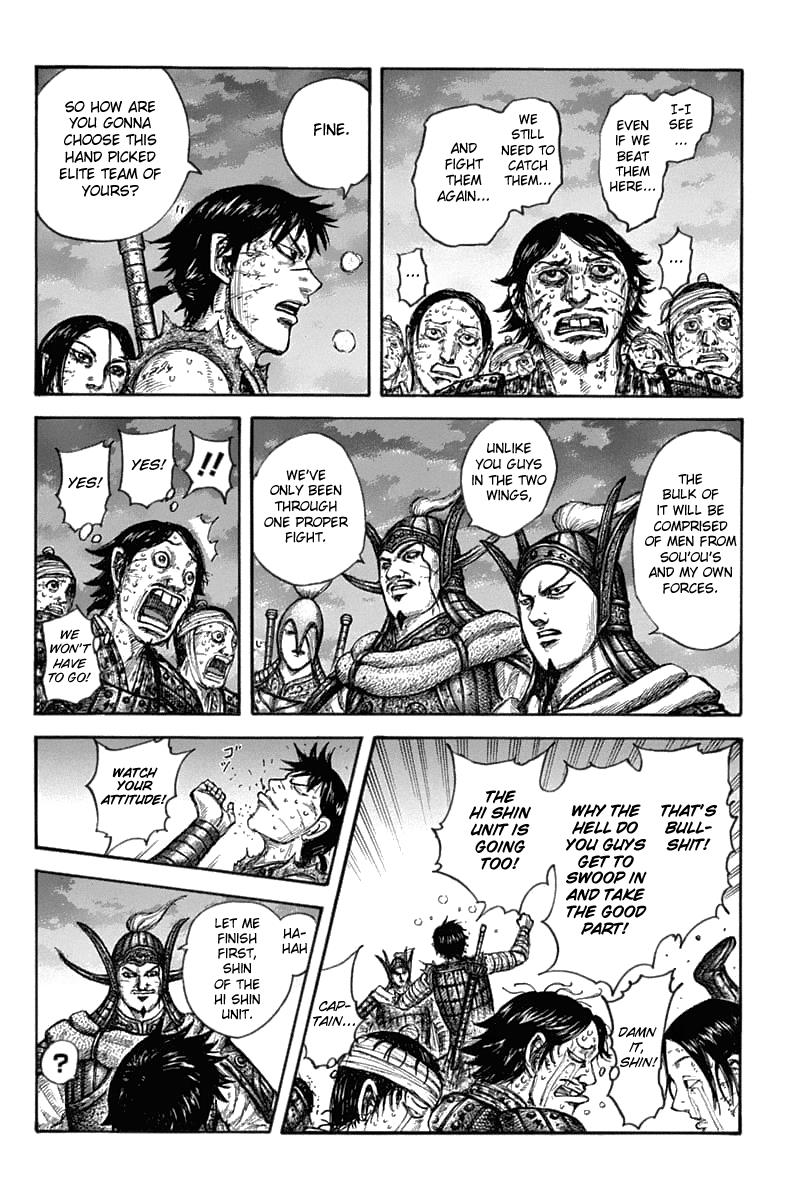 I-I
SEE
...
EVEN
IF WE
BEAT
THEM
HERE...
WE
STILL
NEED TO
CATCH
THEM...
AND
FIGHT
THEM
AGAIN...
...
...
FINE.
SO HOW ARE
YOU GONNA
CHOOSE THIS
HAND PICKED
ELITE TEAM OF
YOURS?
THE
BULK OF
IT WILL BE
COMPRISED
OF MEN FROM
SOU'OU'S
AND MY OWN
FORCES.
UNLIKE
YOU GUYS
IN THE TWO
WINGS,
WE'VE
ONLY BEEN
THROUGH
ONE PROPER
FIGHT.
!!
YES!
YES!
WE
WON'T
HAVE
TO GO!
THAT'S
BULL-
SHIT!
WHY THE
HELL DO
YOU GUYS
GET TO
SWOOP IN
AND TAKE
THE GOOD
PART!
THE
HI SHIN
UNIT IS
GOING
TOO!
DAMN
IT,
SHIN!
CAP-
TAIN...
ゴッ
WATCH
YOUR
ATTITUDE!
HA-
HAH
LET ME
FINISH
FIRST,
SHIN
OF THE
HI SHIN
UNIT.
?